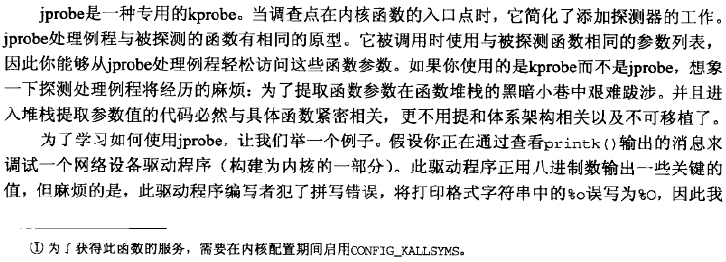 jprobe是一种专用的kprobe。当调查点在内核函数的入口点时，它简化了添加探测器的工作。
jprobe处理例程与被探测的函数有相同的原型。它被调用时使用与被探测函数相同的参数列表，
因此你能够从jprobe处理例程轻松访问这些函数参数。如果你使用的是kprobe而不是jprobe，想象
一下探测处理例程将经历的麻烦：为了提取函数参数在函数堆栈的黑暗小巷中艰难跋涉。并且进
入堆栈提取参数值的代码必然与具体函数紧密相关，更不用提和体系架构相关以及不可移植了。
为了学习如何使用jprobe，让我们举一个例子。假设你正在通过查看printk()输出的消息来
调试一个网络设备驱动程序（构建为内核的一部分）。此驱动程序正用八进制数输出一些关键的
值，但麻烦的是，此驱动程序编写者犯了拼写错误，将打印格式字符串中的%o误写为%O，因此我
① 为了获得此函数的服务，需要在内核配置期间启用CONFIG_KALLSYMS。